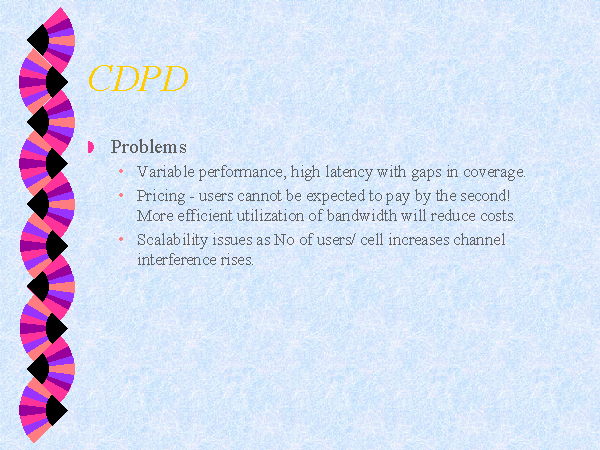 CDPD
Problems
• Variable performance, high latency with gaps in coverage.
• Pricing - users cannot be expected to pay by the second!
More efficient utilization of bandwidth will reduce costs.
• Scalability issues as No of users/ cell increases channel
interference rises.